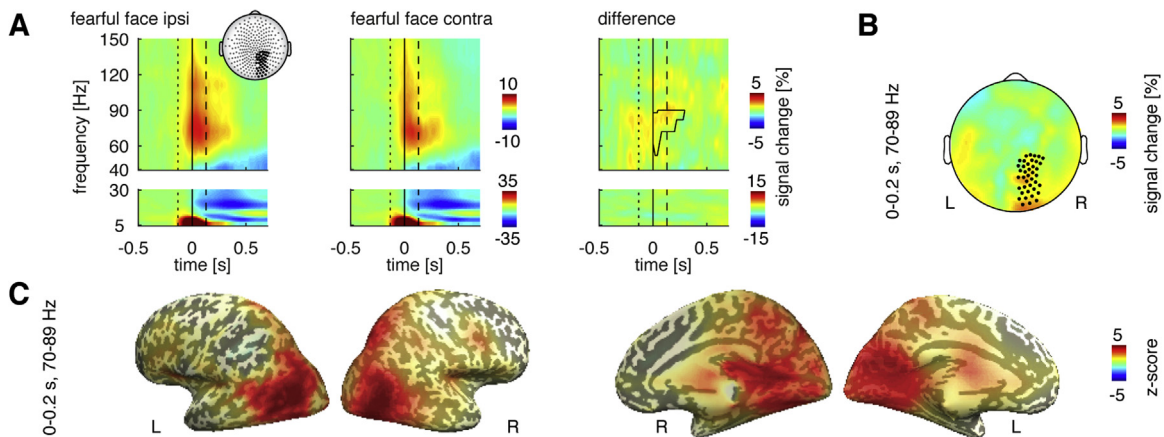 A
fearful face ipsi
fearful face contra
difference
B
frequency [Hz]
150
120
90
60
40
30
5
10
-10
35
-35
5
-5
15
-15
signal change [%]
-0.5 0 0.5
time [s]
-0.5 0 0.5
time [s]
-0.5 0 0.5
time [s]
0-0.2 s, 70-89 Hz
L
R
5
-5
signal change [%]
C
0-0.2 s, 70-89 Hz
L
R
R
L
5
-5
z-score